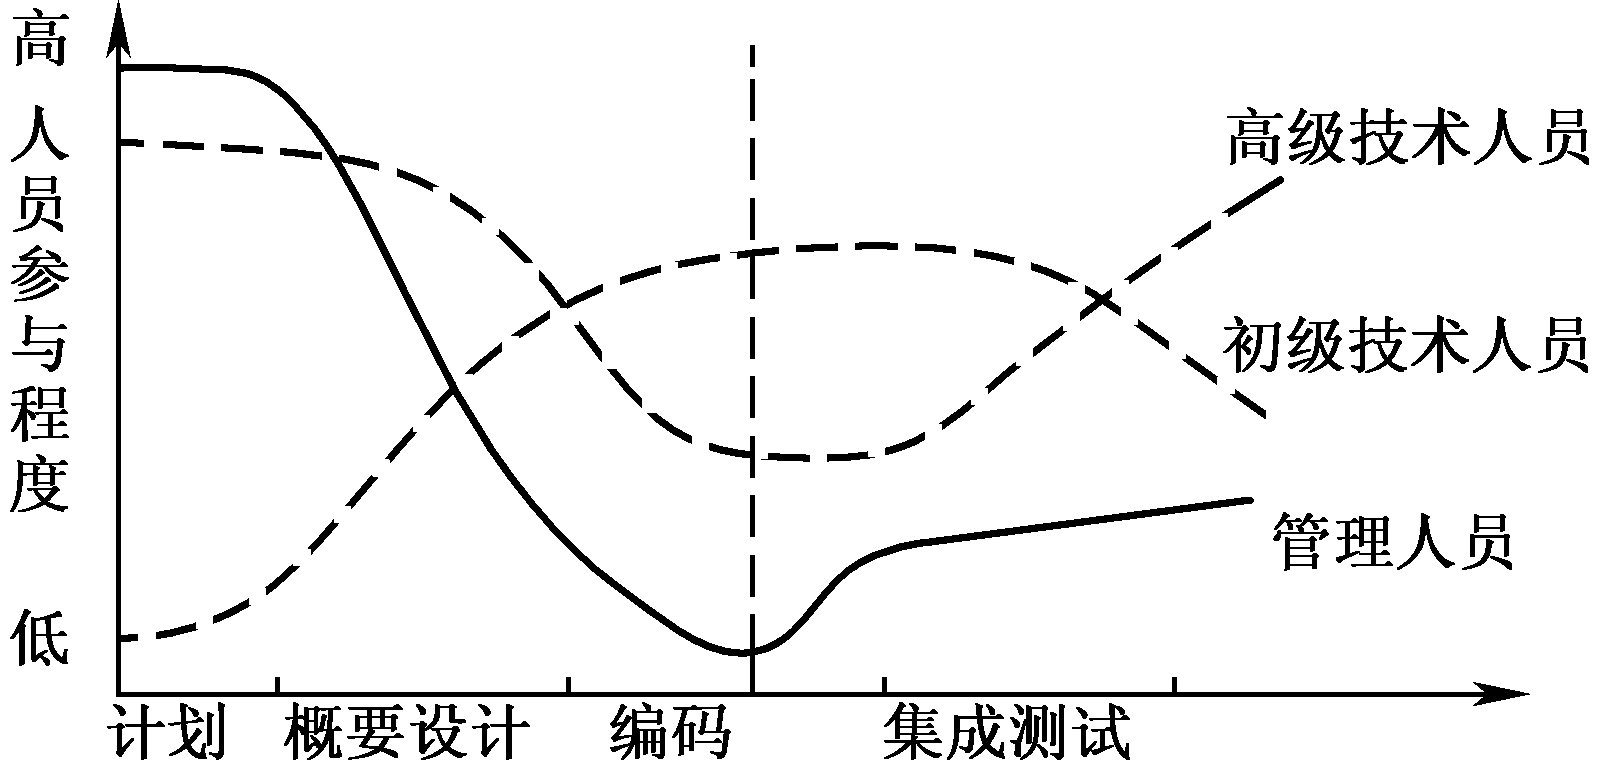 高
人员参与程度
低
高级技术人员
初级技术人员
管理人员
计划 概要设计 编码 集成测试